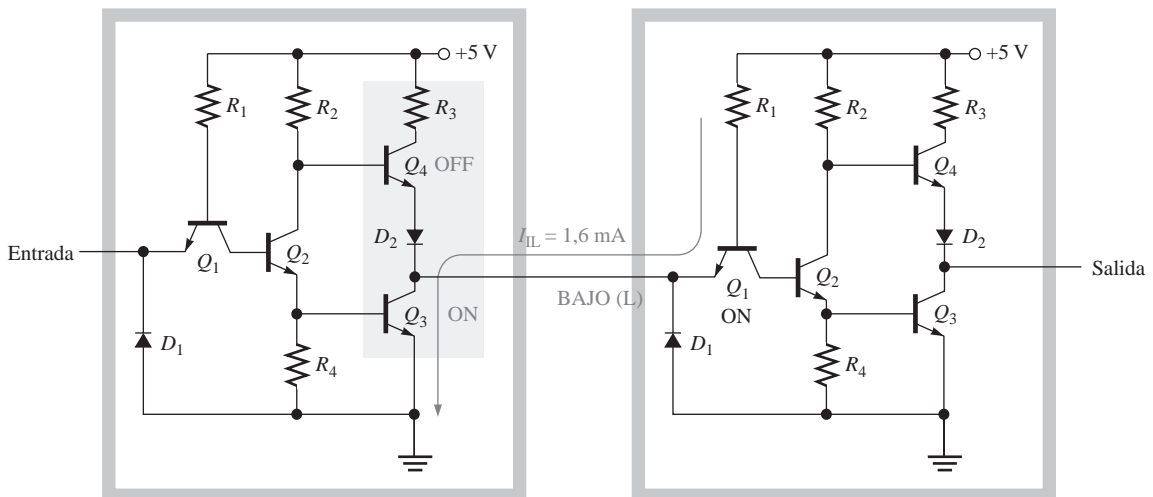 +5 V
R1
R2
R3
Q4 OFF
Entrada
Q1
Q2
D2
Q3
ON
D1
R4
IIL = 1,6 mA
BAJO (L)
+5 V
R1
R2
R3
Q4
Q1
ON
Q2
D2
Salida
Q3
D1
R4